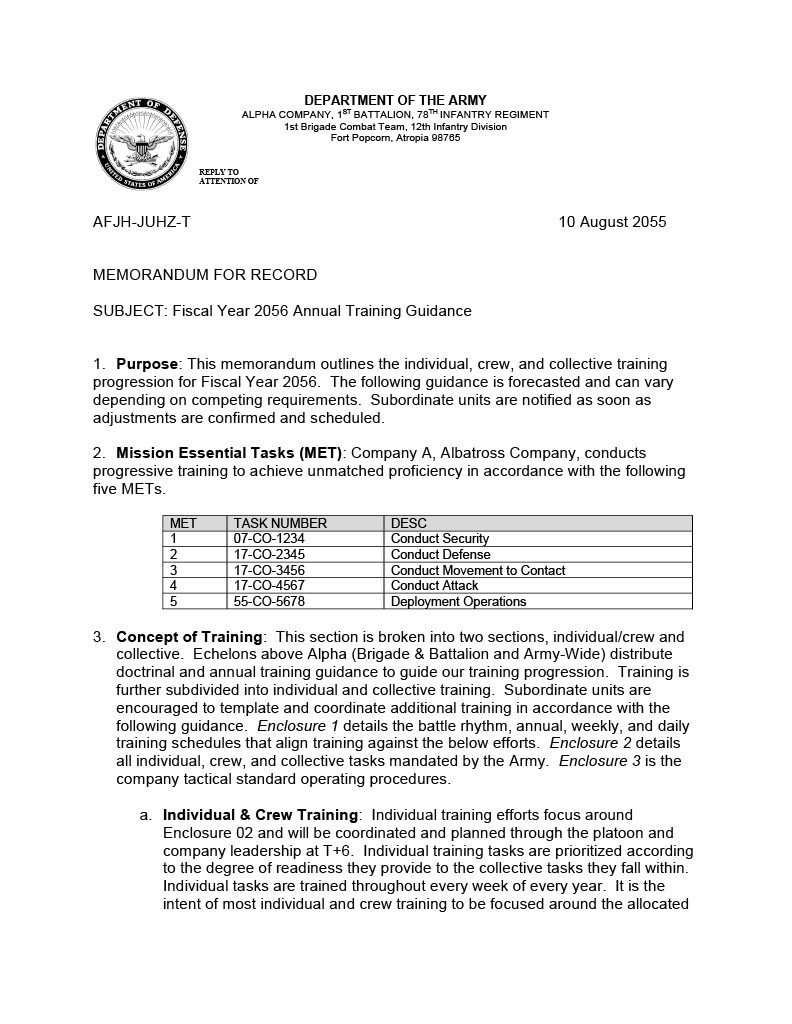 DEPARTMENT OF THE ARMY
ALPHA COMPANY, 1ST BATTALION, 78TH INFANTRY REGIMENT
1st Brigade Combat Team, 12th Infantry Division
Fort Popcorn, Atropia 98765
DEPARTMENT OF DEFENSE
UNITED STATES OF AMERICA
REPLY TO
ATTENTION OF
AFJH-JUHZ-T 10 August 2055
MEMORANDUM FOR RECORD
SUBJECT: Fiscal Year 2056 Annual Training Guidance
1. Purpose: This memorandum outlines the individual, crew, and collective training
progression for Fiscal Year 2056. The following guidance is forecasted and can vary
depending on competing requirements. Subordinate units are notified as soon as
adjustments are confirmed and scheduled.
2. Mission Essential Tasks (MET): Company A, Albatross Company, conducts
progressive training to achieve unmatched proficiency in accordance with the following
five METs.
MET TASK NUMBER DESC
1 07-CO-1234 Conduct Security
2 17-CO-2345 Conduct Defense
3 17-CO-3456 Conduct Movement to Contact
4 17-CO-4567 Conduct Attack
5 55-CO-5678 Deployment Operations
3. Concept of Training: This section is broken into two sections, individual/crew and
collective. Echelons above Alpha (Brigade & Battalion and Army-Wide) distribute
doctrinal and annual training guidance to guide our training progression. Training is
further subdivided into individual and collective training. Subordinate units are
encouraged to template and coordinate additional training in accordance with the
following guidance. Enclosure 1 details the battle rhythm, annual, weekly, and daily
training schedules that align training against the below efforts. Enclosure 2 details
all individual, crew, and collective tasks mandated by the Army. Enclosure 3 is the
company tactical standard operating procedures.
a. Individual & Crew Training: Individual training efforts focus around
Enclosure 02 and will be coordinated and planned through the platoon and
company leadership at T+6. Individual training tasks are prioritized according
to the degree of readiness they provide to the collective tasks they fall within.
Individual tasks are trained throughout every week of every year. It is the
intent of most individual and crew training to be focused around the allocated